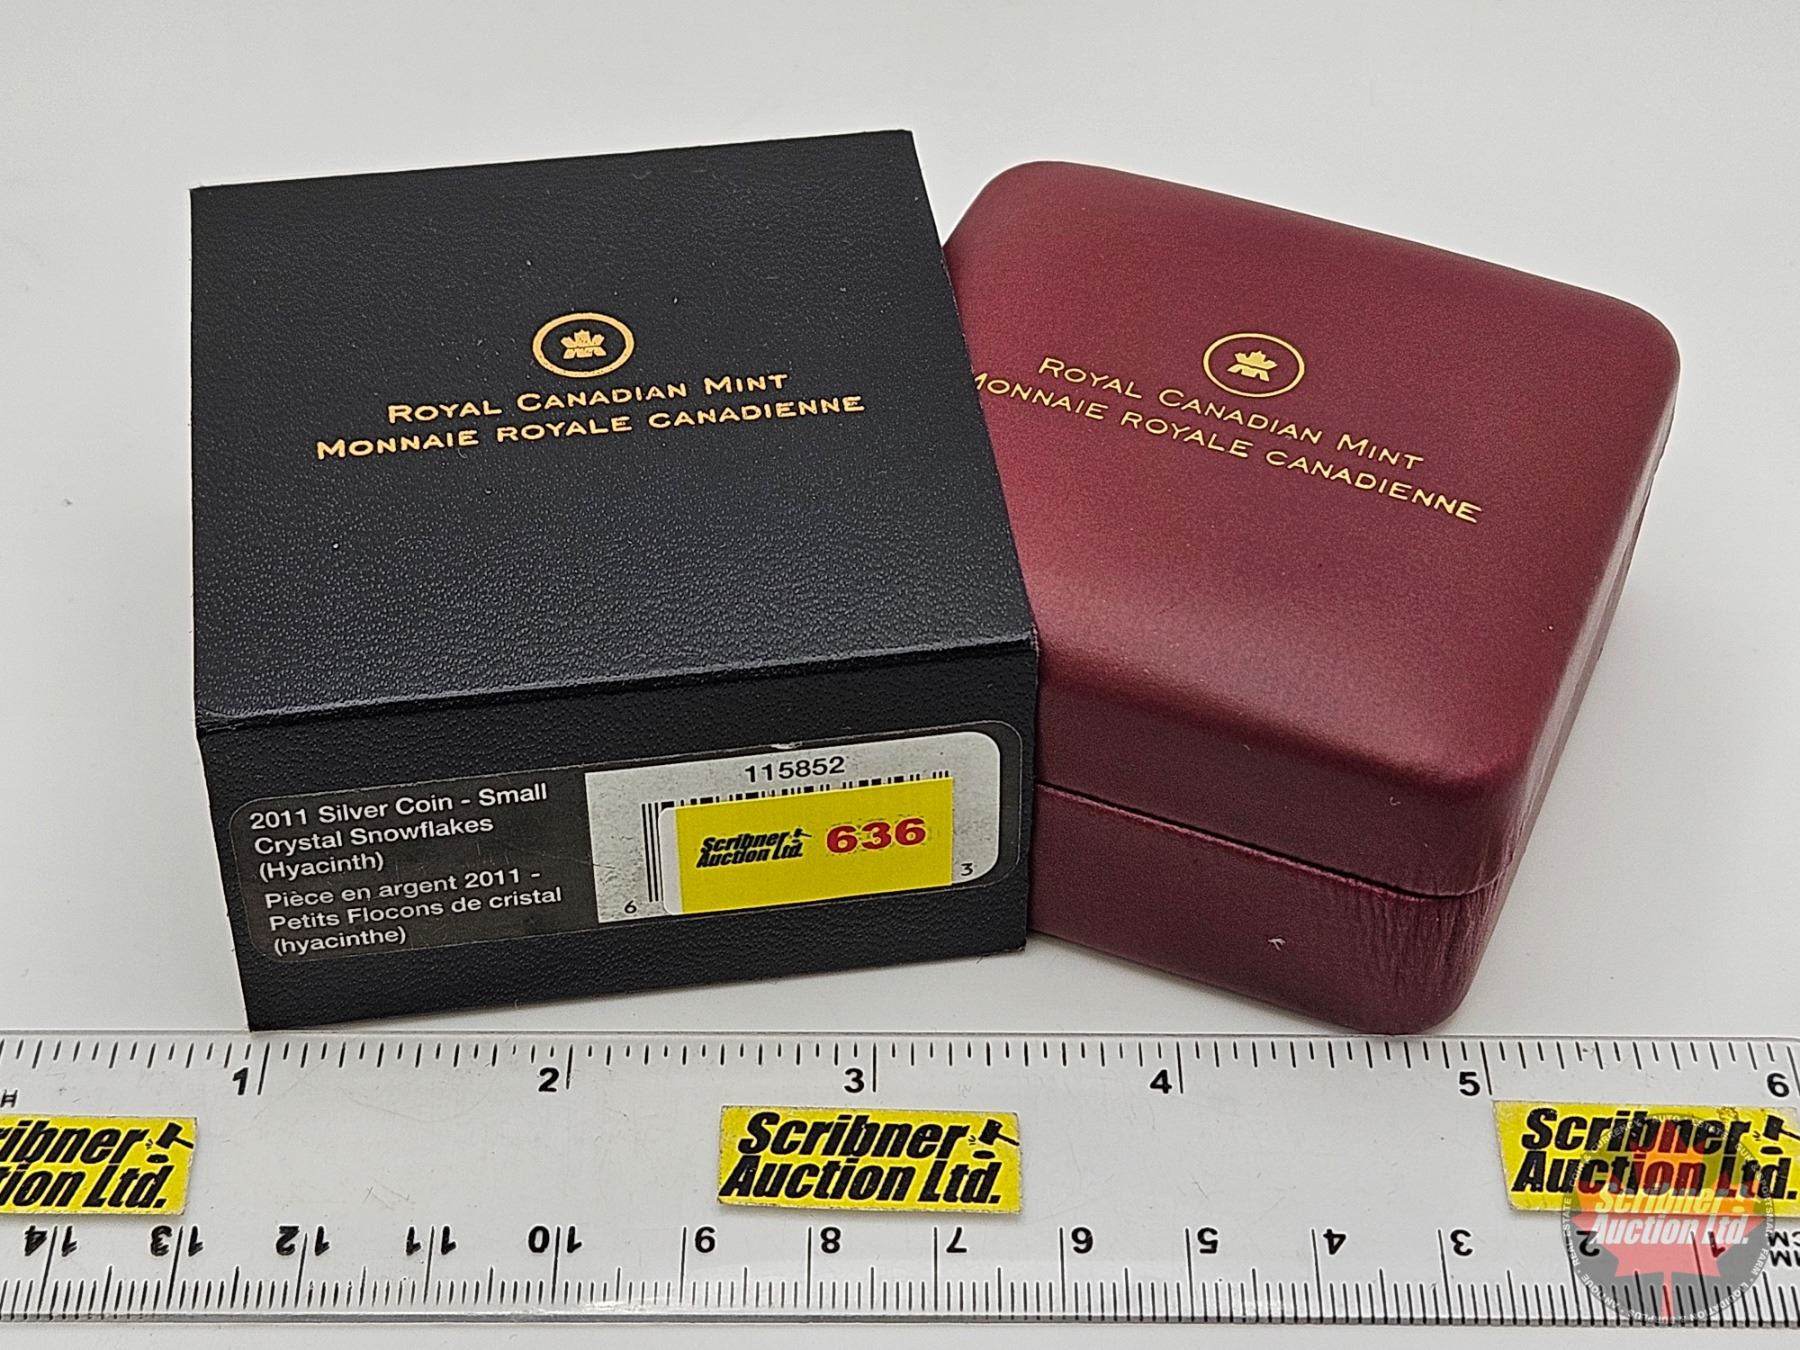 ROYAL CANADIAN MINT
MONNAIE ROYALE CANADIENNE
ROYAL CANADIAN MINT
MONNAIE ROYALE CANADIENNE
2011 Silver Coin - Small
Crystal Snowflakes
(Hyacinth)
Pièce en argent 2011 -
Petits Flocons de cristal
(hyacinthe)
115852
Scribner
Auction Ltd.
636
6
3
1 2 3 4 5 6
ribner
tion Ltd.
Scribner
Auction Ltd.
Scribner
Auction Ltd.
Scribner
Auction Ltd.
14 13 12 11 10 9 8 7 6 5 4 3 2 1